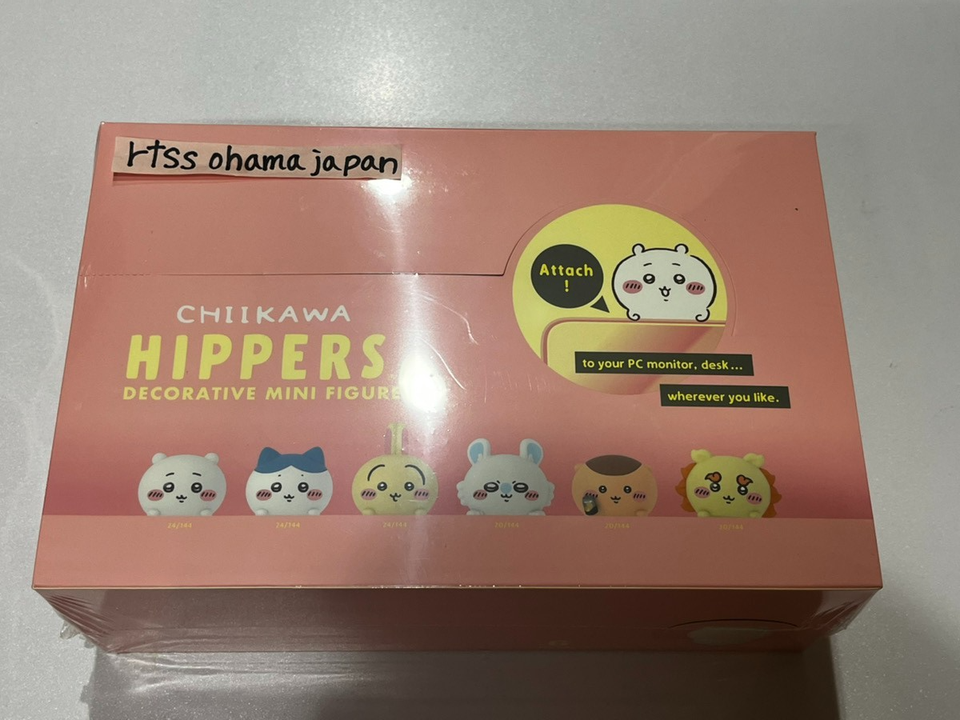 rtss ohama japan
Attach
!
to your PC monitor, desk...
wherever you like.
CHIIKAWA
HIPPERS
DECORATIVE MINI FIGURE